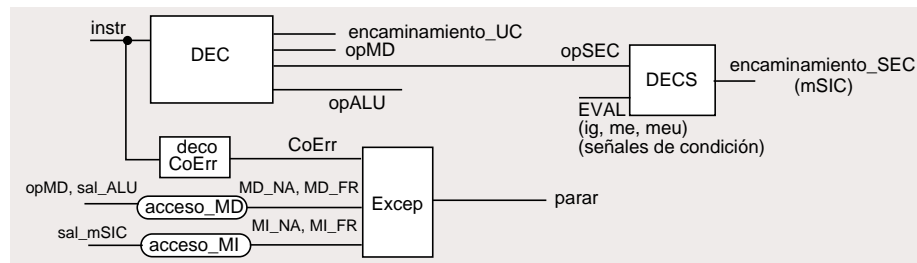 instr
DEC
encaminamiento_UC
opMD
opSEC
opALU
DECS
encaminamiento_SEC
(mSIC)
EVAL
(ig, me, meu)
(señales de condición)
deco
CoErr
CoErr
opMD, sal_ALU
acceso_MD
MD_NA, MD_FR
Excep
parar
sal_mSIC
acceso_MI
MI_NA, MI_FR